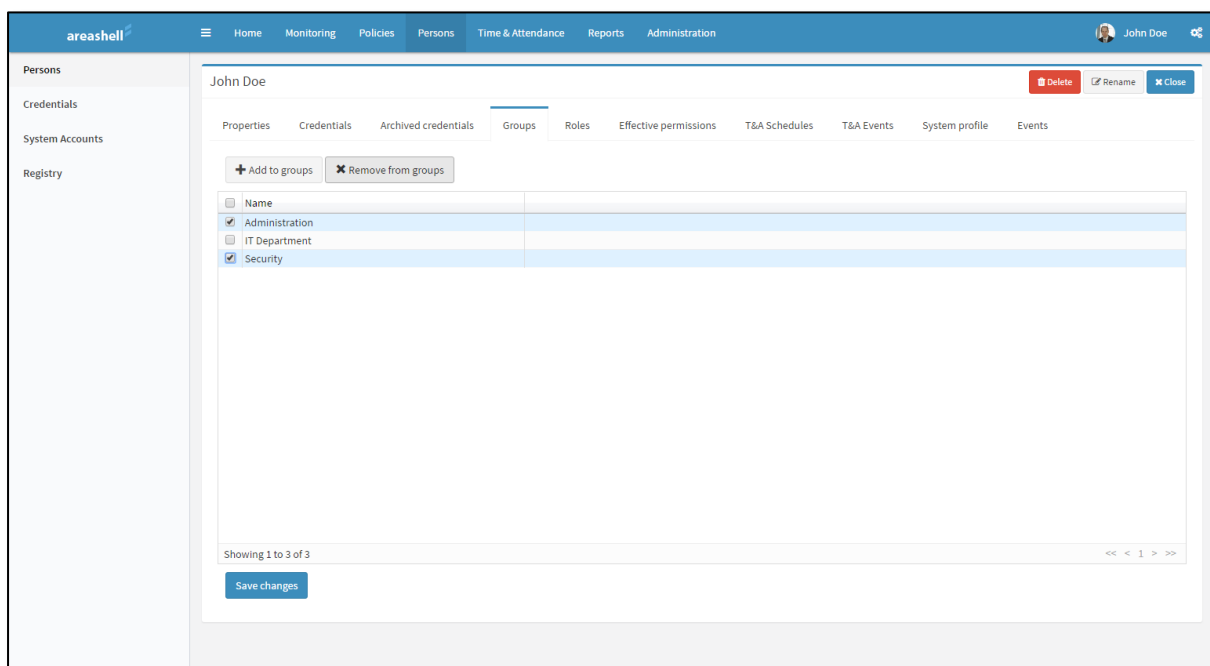 areashell
Home Monitoring Policies Persons Time & Attendance Reports Administration John Doe
Persons
Credentials
System Accounts
Registry
John Doe Delete Rename Close
Properties Credentials Archived credentials Groups Roles Effective permissions T&A Schedules T&A Events System profile Events
Add to groups Remove from groups
Name
Administration
IT Department
Security
Showing 1 to 3 of 3 << < 1 > >>
Save changes